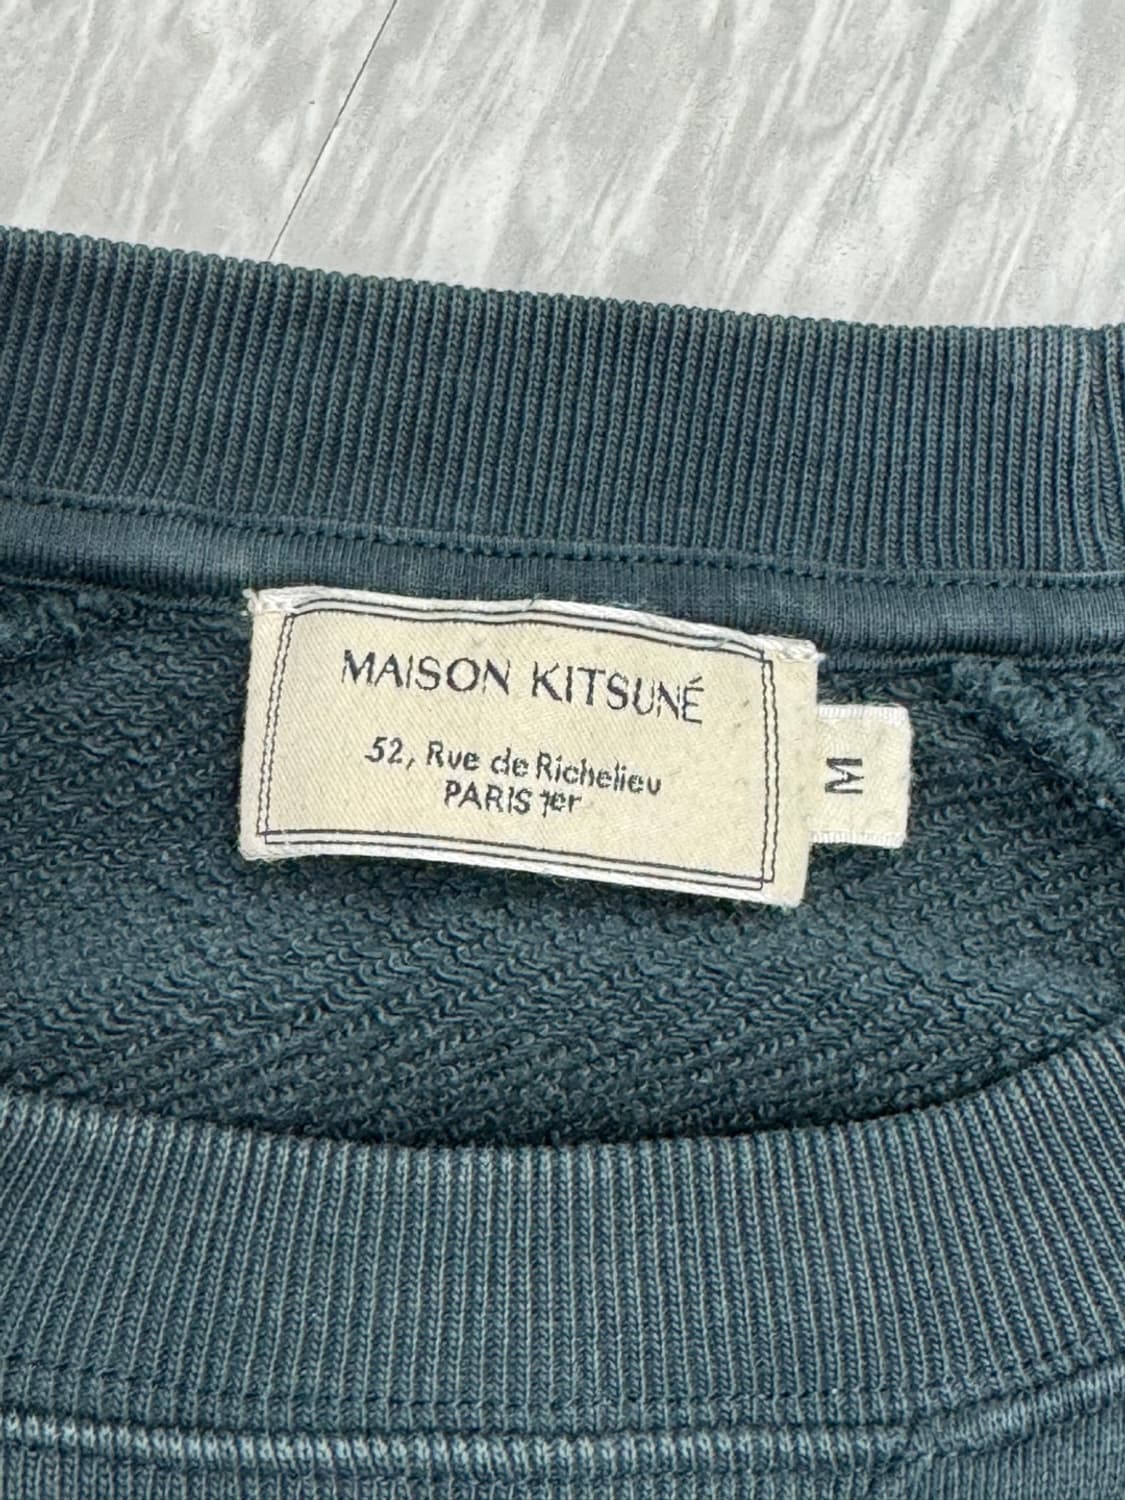 MAISON KITSUNÉ
52, Rue de Richelieu
PARIS 1er
M